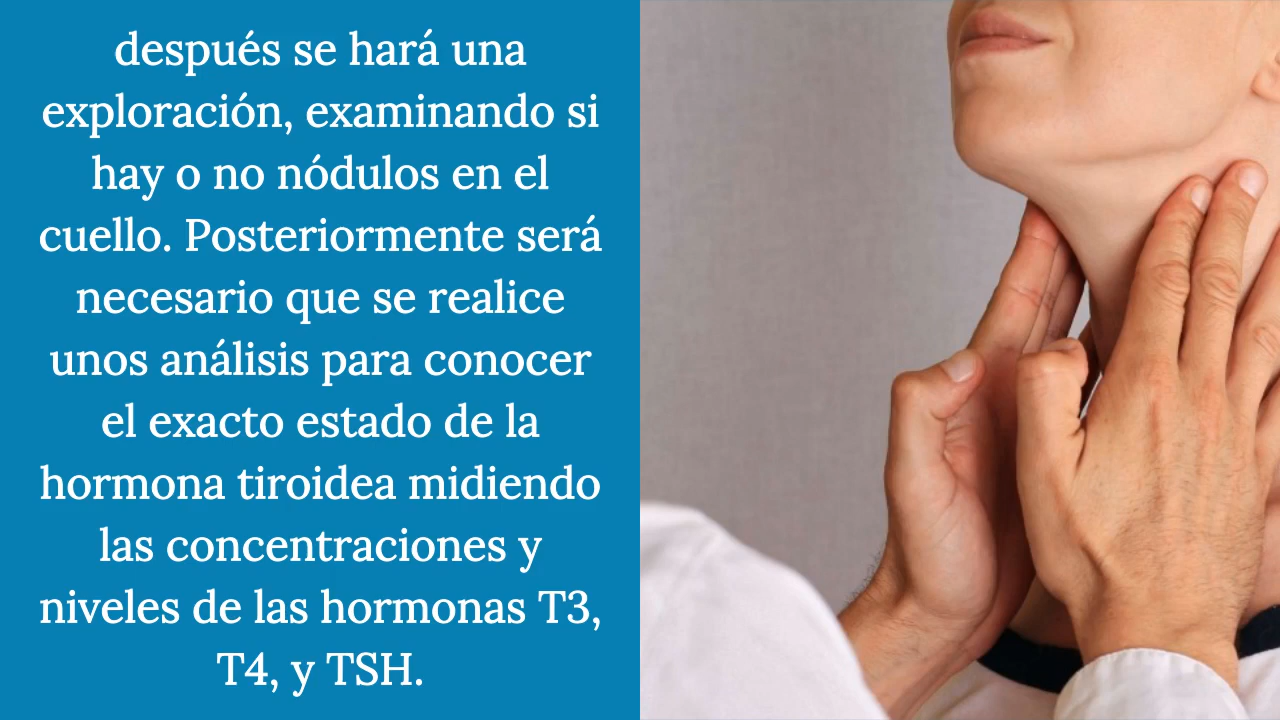 después se hará una
exploración, examinando si
hay o no nódulos en el
cuello. Posteriormente será
necesario que se realice
unos análisis para conocer
el exacto estado de la
hormona tiroidea midiendo
las concentraciones y
niveles de las hormonas T3,
T4, y TSH.